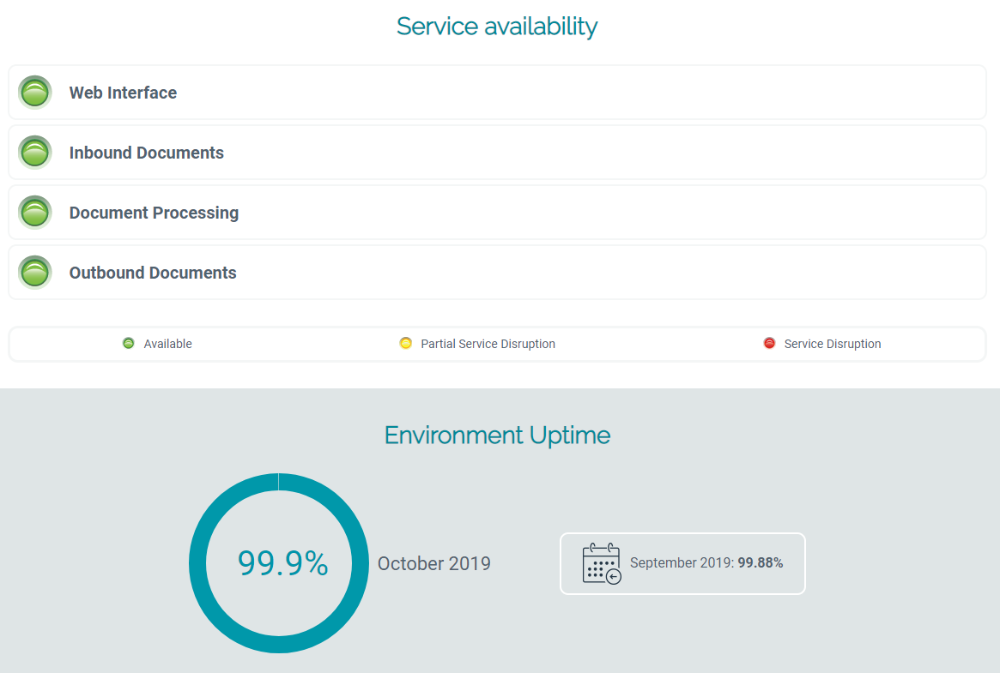 Service availability
Web Interface
Inbound Documents
Document Processing
Outbound Documents
Available Partial Service Disruption Service Disruption
Environment Uptime
99.9% October 2019 September 2019: 99.88%